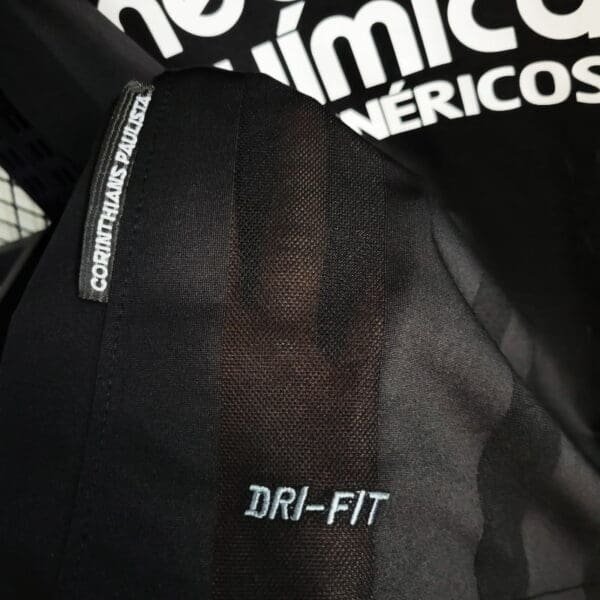 química
NÉRICOS
CORINTHIANS PAULISTA
DRI-FIT